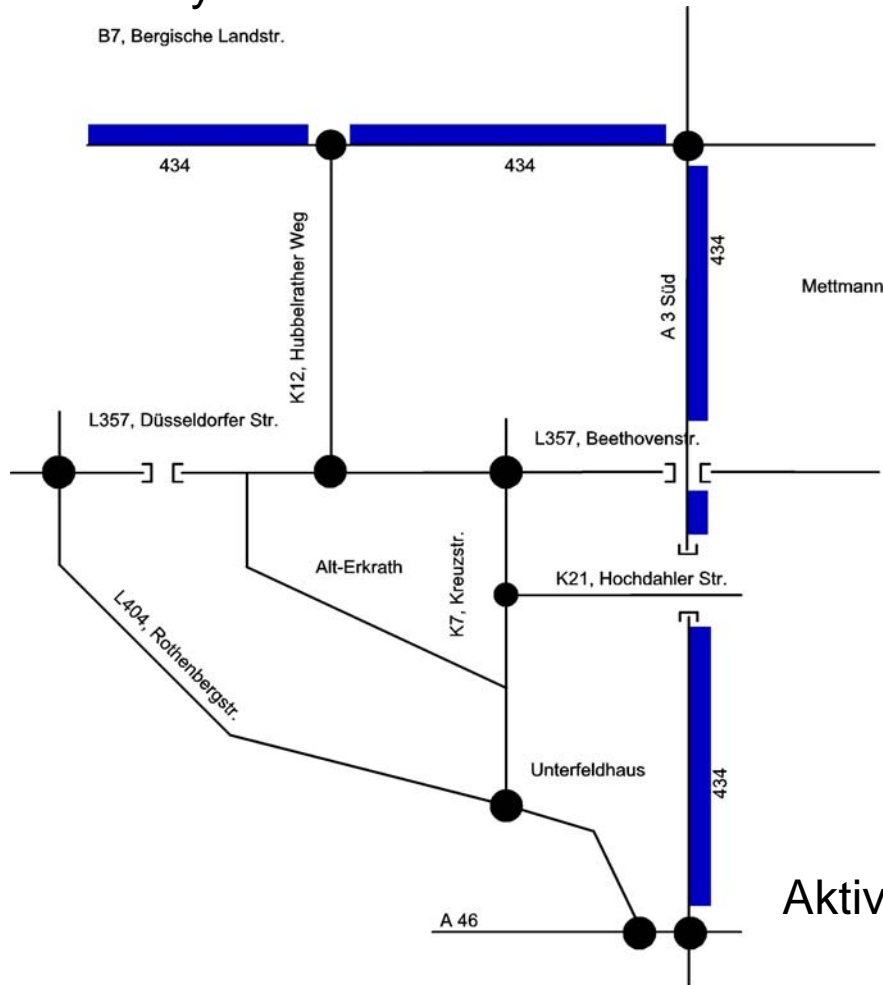 B7, Bergische Landstr.
434
434
434
K12, Hubbelrather Weg
A 3 Süd
Mettmann
L357, Düsseldorfer Str.
L357, Beethovenstr.
Alt-Erkrath
K7, Kreuzstr.
K21, Hochdahler Str.
L404, Rothenbergstr.
Unterfeldhaus
434
Aktiv
A 46